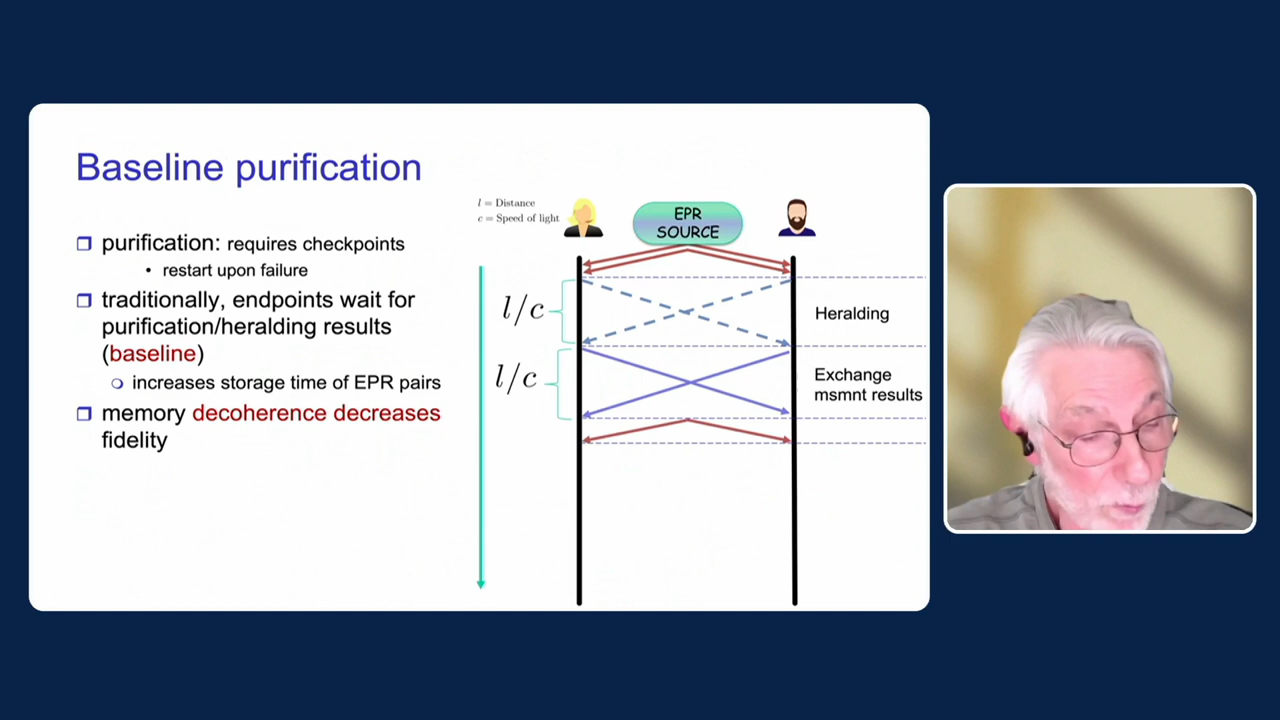 Baseline purification
purification: requires checkpoints
• restart upon failure
traditionally, endpoints wait for
purification/heralding results
(baseline)
increases storage time of EPR pairs
memory decoherence decreases
fidelity
l = Distance
c = Speed of light
EPR
SOURCE
l/c
Heralding
l/c
Exchange
msmnt results